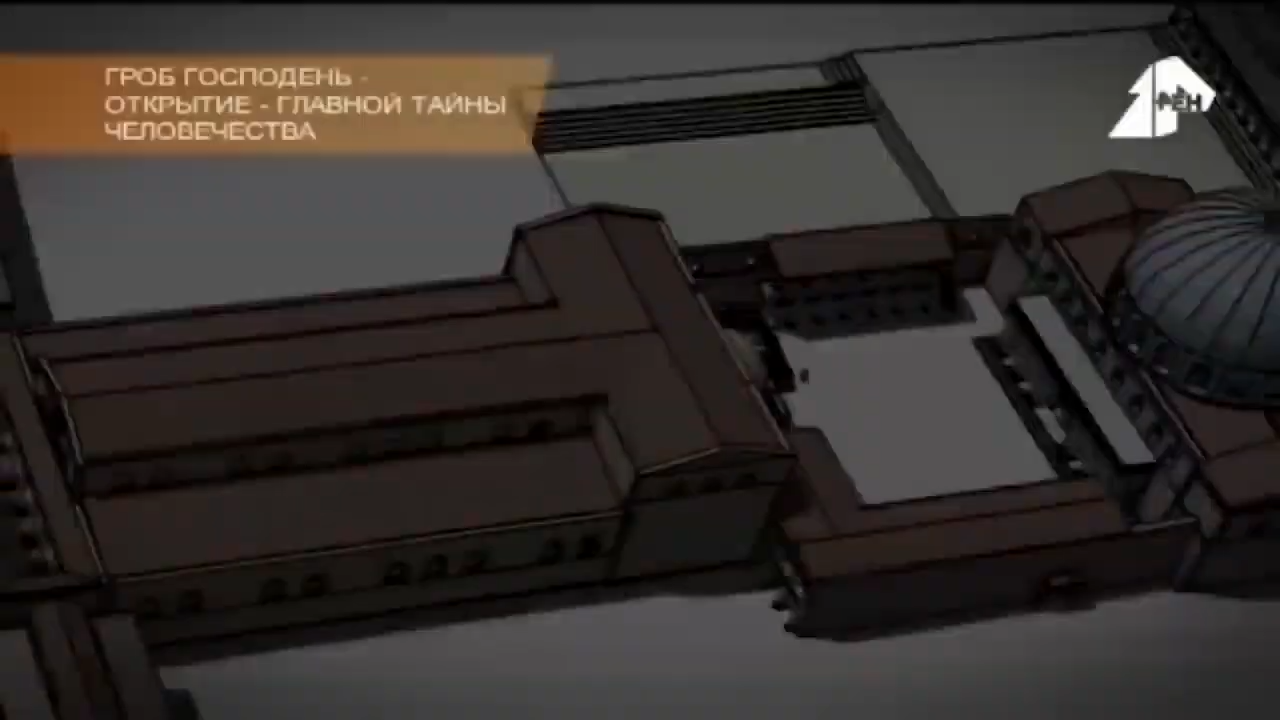 ГРОБ ГОСПОДЕНЬ -
ОТКРЫТИЕ - ГЛАВНОЙ ТАЙНЫ
ЧЕЛОВЕЧЕСТВА
РЕН